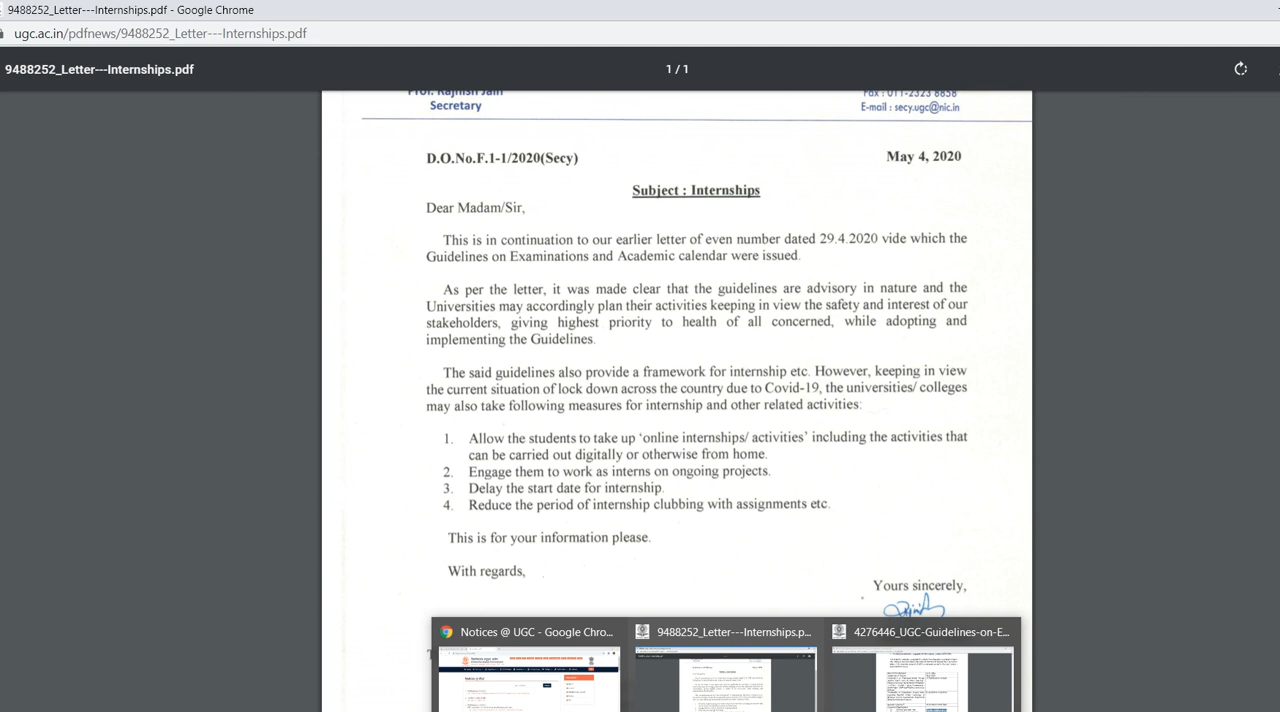 9488252_Letter---Internships.pdf - Google Chrome
ugc.ac.in/pdfnews/9488252_Letter---Internships.pdf
9488252_Letter---Internships.pdf 1 / 1
Prof. Rajnish Jain
Secretary
Fax : 011-2323 8858
E-mail : secy.ugc@nic.in
D.O.No.F.1-1/2020(Secy) May 4, 2020
Subject : Internships
Dear Madam/Sir,
This is in continuation to our earlier letter of even number dated 29.4.2020 vide which the
Guidelines on Examinations and Academic calendar were issued.
As per the letter, it was made clear that the guidelines are advisory in nature and the
Universities may accordingly plan their activities keeping in view the safety and interest of our
stakeholders, giving highest priority to health of all concerned, while adopting and
implementing the Guidelines.
The said guidelines also provide a framework for internship etc. However, keeping in view
the current situation of lock down across the country due to Covid-19, the universities/ colleges
may also take following measures for internship and other related activities:
1. Allow the students to take up ‘online internships/ activities’ including the activities that
can be carried out digitally or otherwise from home.
2. Engage them to work as interns on ongoing projects.
3. Delay the start date for internship.
4. Reduce the period of internship clubbing with assignments etc.
This is for your information please.
With regards,
Yours sincerely,
Notices @ UGC - Google Chro...
9488252_Letter---Internships.p...
4276446_UGC-Guidelines-on-E...